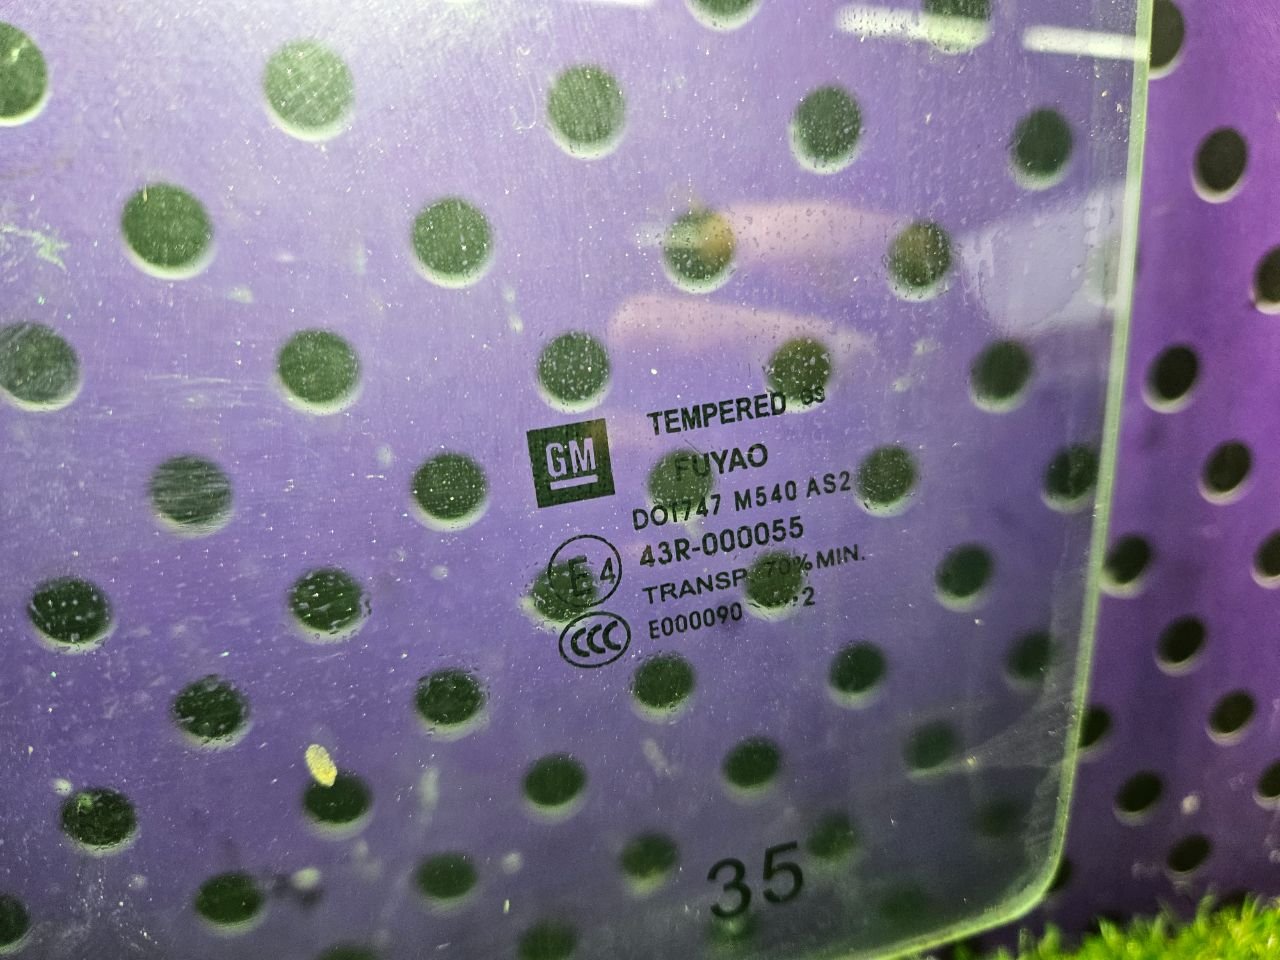 GM
TEMPERED
FUYAO
DOT747 M540 AS2
E4
43R-000055
TRANSP. 70% MIN.
CCC
E000090
35